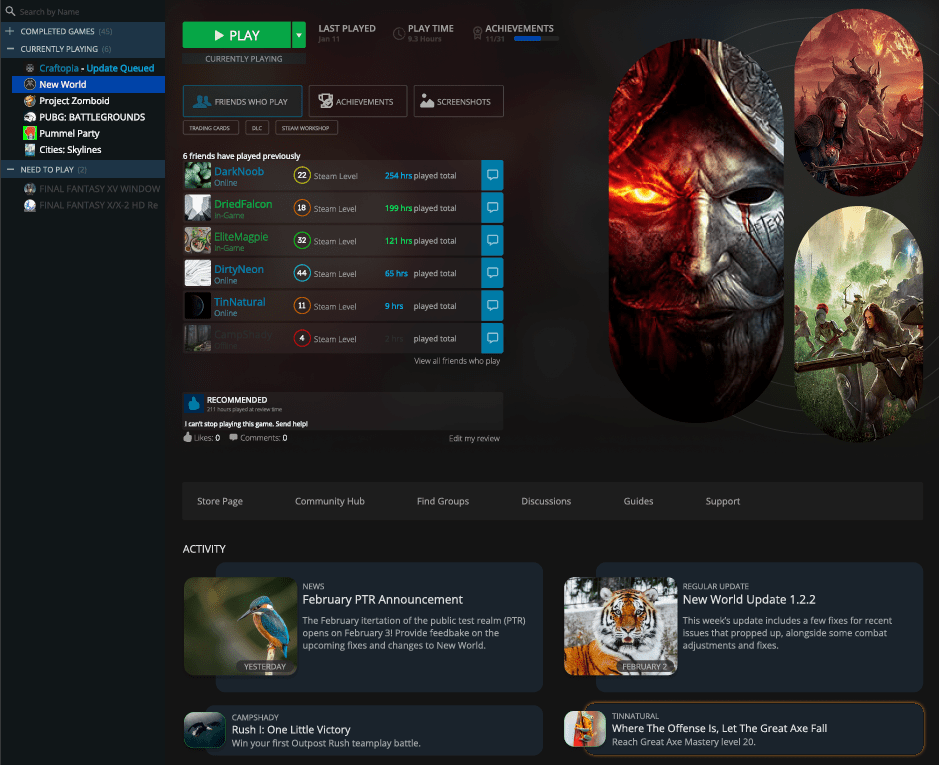 Search by Name
COMPLETED GAMES (45)
CURRENTLY PLAYING (6)
Craftopia - Update Queued
New World
Project Zomboid
PUBG: BATTLEGROUNDS
Pummel Party
Cities: Skylines
NEED TO PLAY (2)
FINAL FANTASY XV WINDOW
FINAL FANTASY X/X-2 HD Re
PLAY
CURRENTLY PLAYING
LAST PLAYED
Jan 11
PLAY TIME
9.3 Hours
ACHIEVEMENTS
11/21
FRIENDS WHO PLAY
ACHIEVEMENTS
SCREENSHOTS
TRADING CARDS
DLC
STEAM WORKSHOP
6 friends have played previously
DarkNoob
Online
22 Steam Level
254 hrs played total
DriedFalcon
In-Game
18 Steam Level
199 hrs played total
EliteMagpie
In-Game
32 Steam Level
121 hrs played total
DirtyNeon
Online
44 Steam Level
65 hrs played total
TinNatural
Online
11 Steam Level
9 hrs played total
CampShady
Offline
4 Steam Level
2 hrs played total
View all friends who play
RECOMMENDED
211 hours played at review time
I can't stop playing this game. Send help!
Likes: 0 Comments: 0
Edit my review
Store Page
Community Hub
Find Groups
Discussions
Guides
Support
ACTIVITY
NEWS
February PTR Announcement
The February itertation of the public test realm (PTR)
opens on February 3! Provide feedbake on the
upcoming fixes and changes to New World.
YESTERDAY
REGULAR UPDATE
New World Update 1.2.2
This week's update includes a few fixes for recent
issues that propped up, alongside some combat
adjustments and fixes.
FEBRUARY 2
CAMPSHADY
Rush I: One Little Victory
Win your first Outpost Rush teamplay battle.
TINNATURAL
Where The Offense Is, Let The Great Axe Fall
Reach Great Axe Mastery level 20.